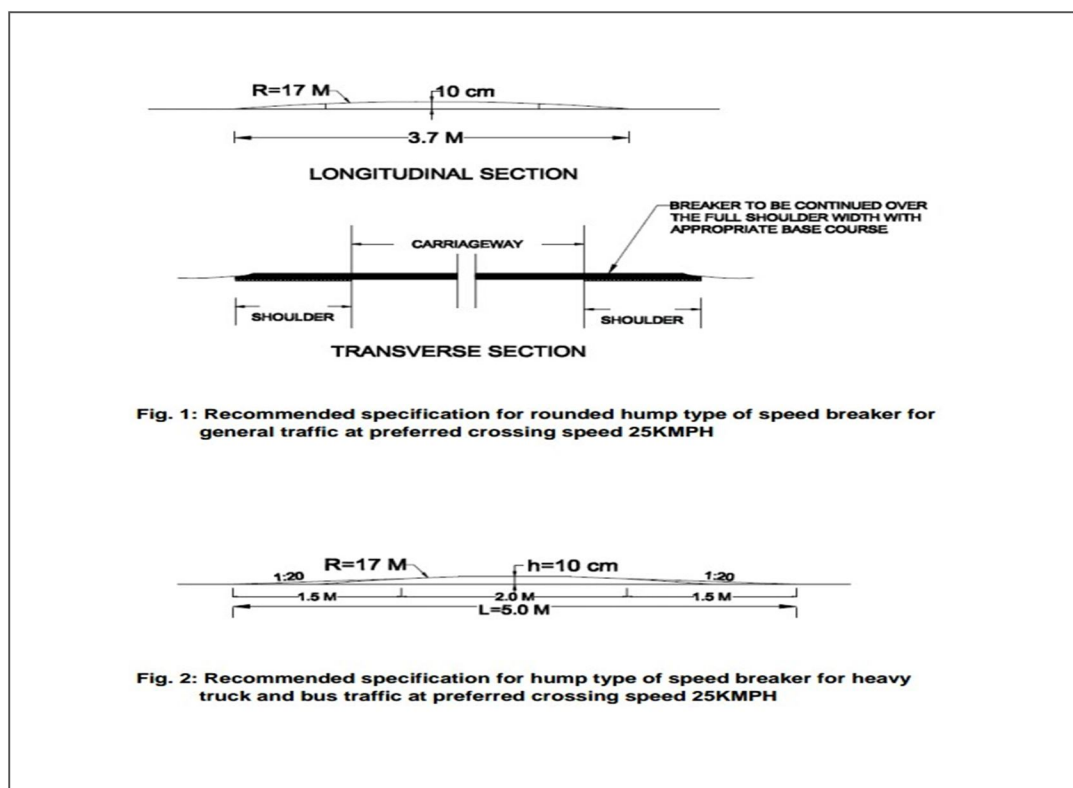 R=17 M
10 cm
3.7 M
LONGITUDINAL SECTION
BREAKER TO BE CONTINUED OVER
THE FULL SHOULDER WIDTH WITH
APPROPRIATE BASE COURSE
CARRIAGEWAY
SHOULDER
SHOULDER
TRANSVERSE SECTION
Fig. 1: Recommended specification for rounded hump type of speed breaker for
general traffic at preferred crossing speed 25KMPH
R=17 M
h=10 cm
1:20
1:20
1.5 M
2.0 M
1.5 M
L=5.0 M
Fig. 2: Recommended specification for hump type of speed breaker for heavy
truck and bus traffic at preferred crossing speed 25KMPH